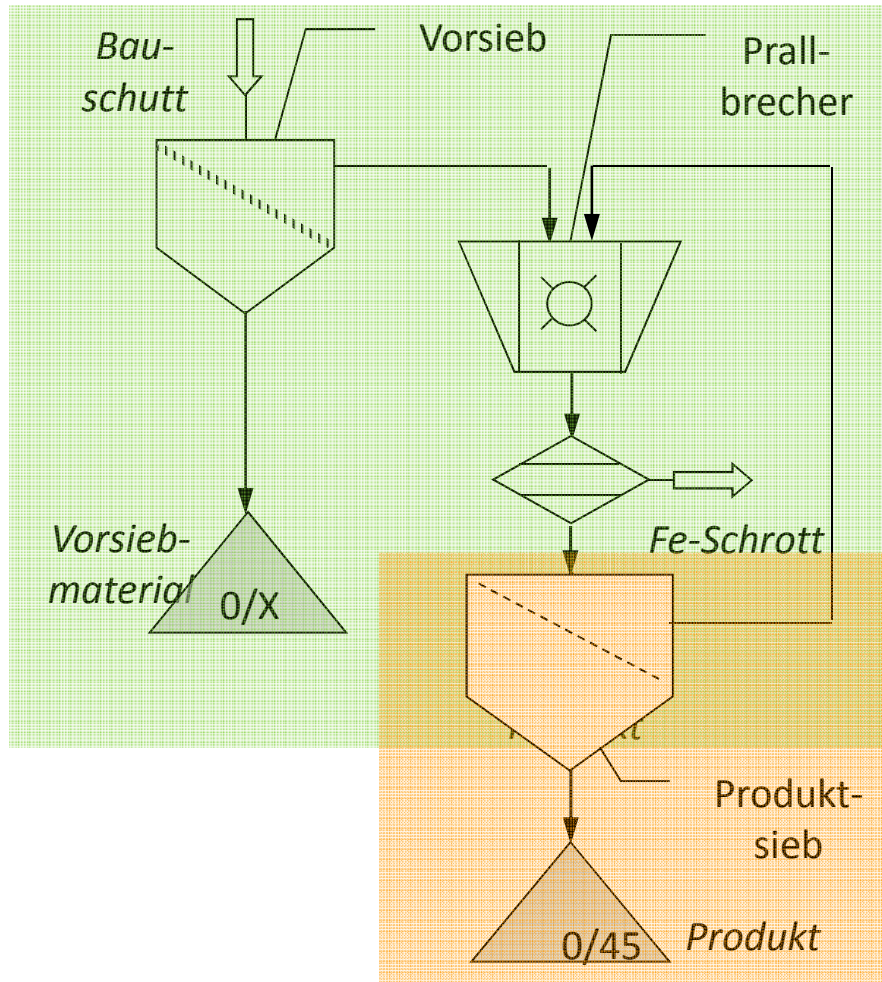 Bau-
schutt
Vorsieb
Prall-
brecher
Vorsieb-
material
0/X
Fe-Schrott
Produkt-
sieb
0/45
Produkt